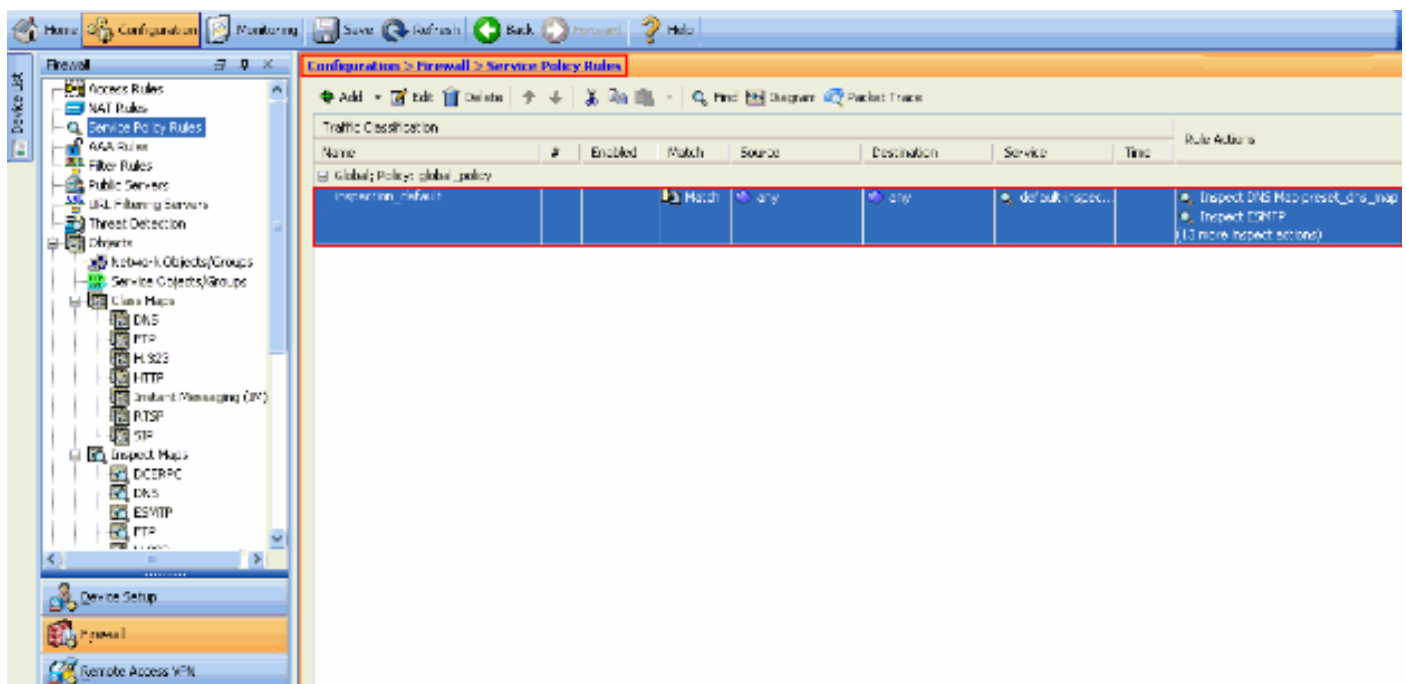 Home Configuration Monitoring Save Refresh Back Forward Help
Device List
Firewall
Access Rules
NAT Rules
Service Policy Rules
AAA Rules
Filter Rules
Public Servers
URL Filtering Servers
Threat Detection
Objects
Network Objects/Groups
Service Objects/Groups
Class Maps
DNS
FTP
H.323
HTTP
Instant Messaging (IM)
RTSP
SIP
Inspect Maps
DCERPC
DNS
ESMTP
FTP
Device Setup
Firewall
Remote Access VPN
Configuration > Firewall > Service Policy Rules
Add Edit Delete Find Diagram Packet Trace
Traffic Classification
Name # Enabled Match Source Destination Service Time Rule Actions
Global; Policy: global_policy
inspection_default Match any any default-inspec... Inspect DNS Map preset_dns_map
Inspect ESMTP
(13 more inspect actions)